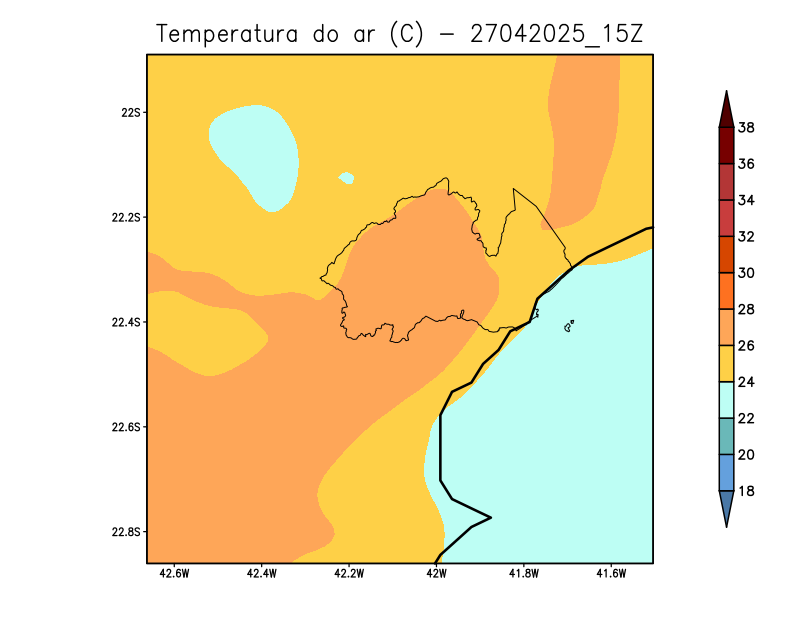 Temperatura do ar (C) - 27042025_15Z
22S
22.2S
22.4S
22.6S
22.8S
42.6W
42.4W
42.2W
42W
41.8W
41.6W
38
36
34
32
30
28
26
24
22
20
18